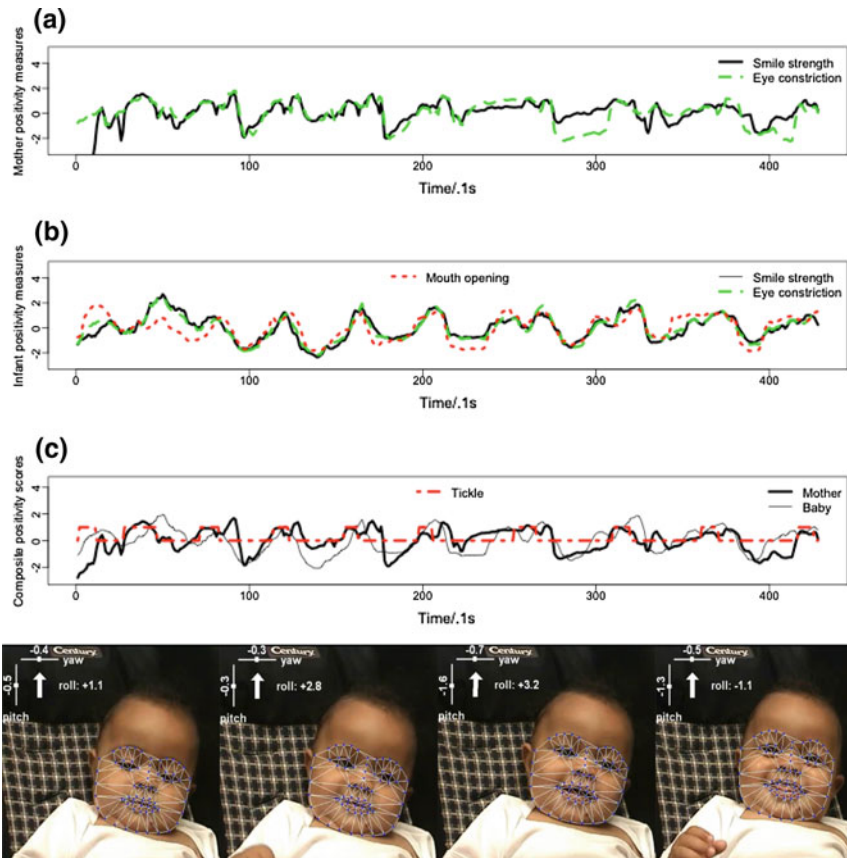 (a)
Mother positivity measures
4
2
0
-2
Smile strength
Eye constriction
0 100 200 300 400
Time/.1s
(b)
Infant positivity measures
4
2
0
-2
Mouth opening
Smile strength
Eye constriction
0 100 200 300 400
Time/.1s
(c)
Composite positivity scores
4
2
0
-2
Tickle
Mother
Baby
0 100 200 300 400
Time/.1s
-0.4 Century
yaw
-0.5
roll: +1.1
pitch
-0.3 Century
yaw
-0.3
roll: +2.8
pitch
-0.7 Century
yaw
-1.6
roll: +3.2
pitch
-0.5 Century
yaw
-1.3
roll: -1.1
pitch